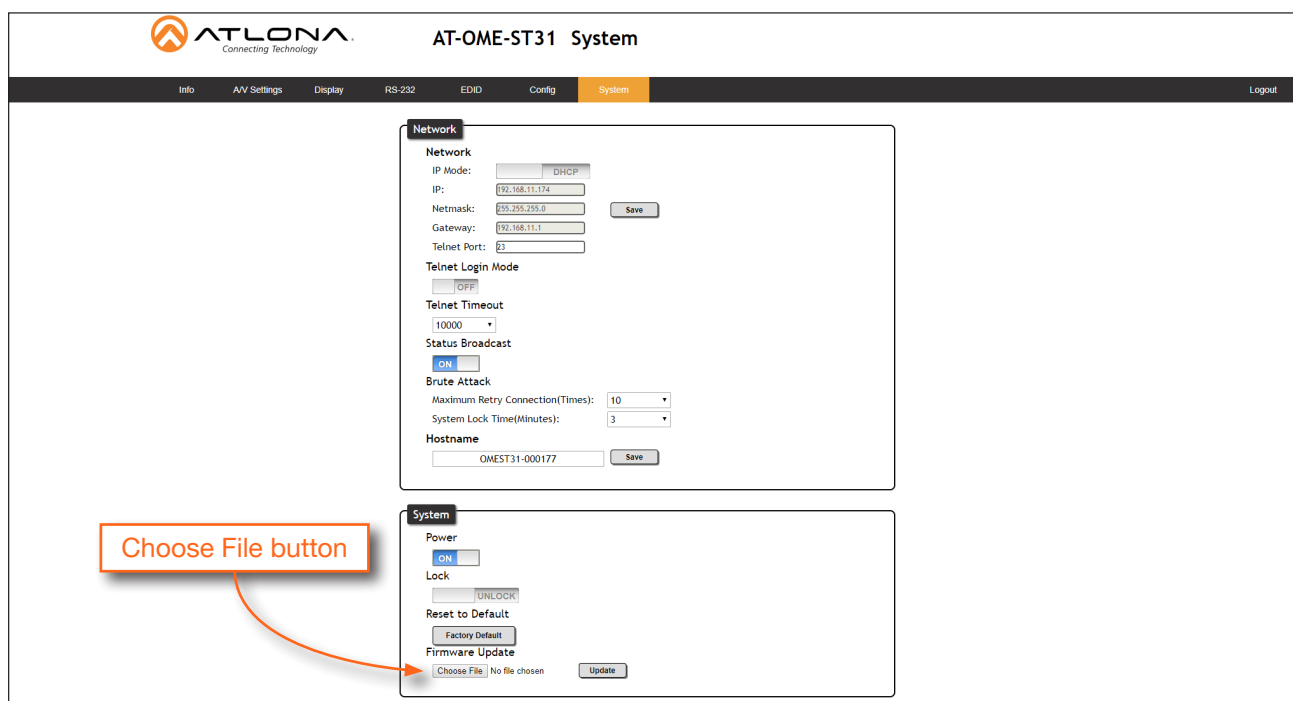 ATLONA.
Connecting Technology
AT-OME-ST31 System
Info A/V Settings Display RS-232 EDID Config System Logout
Network
Network
IP Mode: DHCP
IP: 192.168.11.174
Netmask: 255.255.255.0 Save
Gateway: 192.168.11.1
Telnet Port: 23
Telnet Login Mode
OFF
Telnet Timeout
10000
Status Broadcast
ON
Brute Attack
Maximum Retry Connection(Times): 10
System Lock Time(Minutes): 3
Hostname
OMEST31-000177 Save
System
Power
ON
Lock
UNLOCK
Reset to Default
Factory Default
Firmware Update
Choose File No file chosen Update
Choose File button